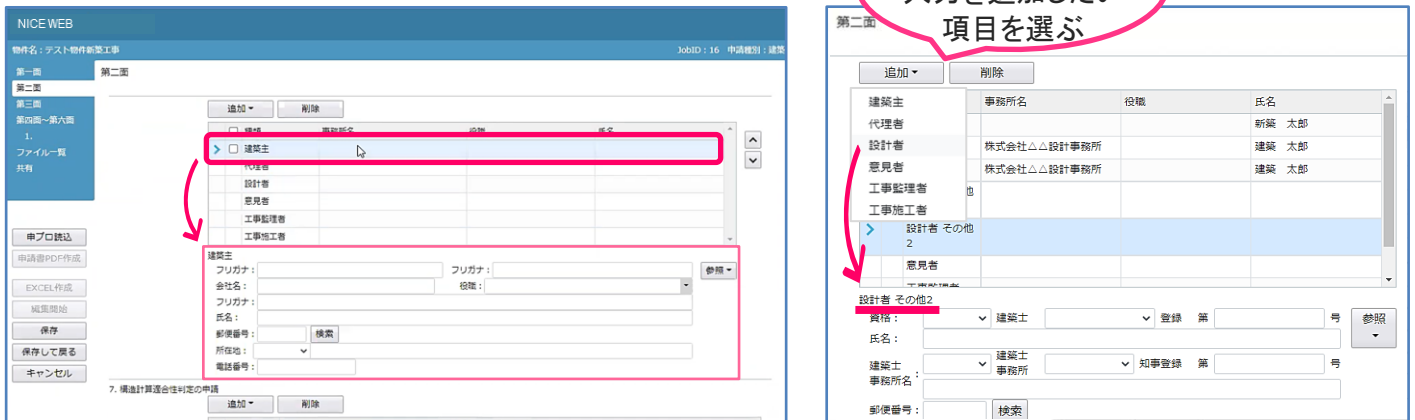 NICE WEB
物件名：テスト物件新築工事 JobID：16 申請種別：建築
第一面
第二面
第三面
第四面～第六面
1.
ファイル一覧
共有
申プロ読込
申請書PDF作成
EXCEL作成
編集開始
保存
保存して戻る
キャンセル
第二面
追加 削除
建築主
代理者
設計者
意見者
工事監理者
工事施工者
建築主
フリガナ： フリガナ： 参照
会社名： 役職：
フリガナ：
氏名：
郵便番号： 検索
所在地：
電話番号：
7. 構造計算適合性判定の申請
追加 削除
項目を選ぶ
第二面
追加 削除
事務所名 役職 氏名
建築主
代理者 新築 太郎
設計者 株式会社△△設計事務所 建築 太郎
意見者 株式会社△△設計事務所 建築 太郎
工事監理者 他
工事施工者
設計者 その他
2
意見者
工事監理者
設計者 その他2
資格： 建築士 登録 第 号 参照
氏名：
建築士
事務所名： 建築士
事務所 知事登録 第 号
郵便番号： 検索